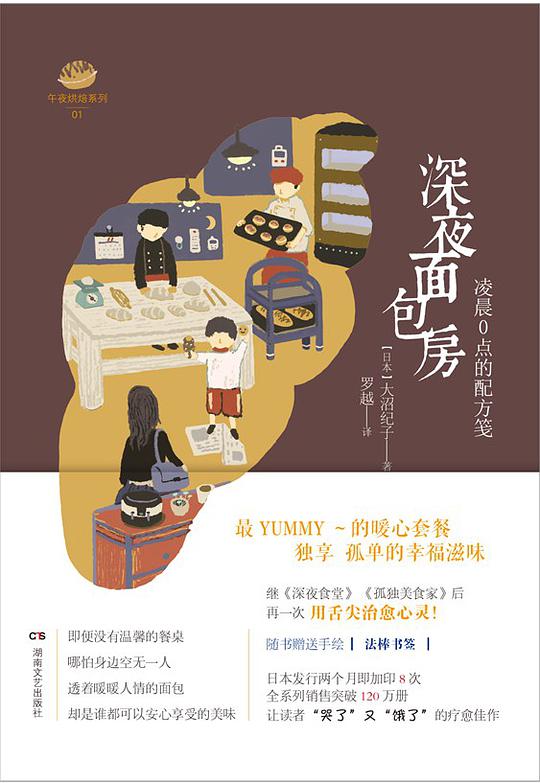 午夜烘焙系列
01
深夜面包房
凌晨0点的配方笺
【日本】大沼纪子——著
罗越——译
最 YUMMY ~ 的暖心套餐
独享 孤单的幸福滋味
继《深夜食堂》《孤独美食家》后
再一次 用舌尖治愈心灵!
随书赠送手绘 | 法棒书签 |
日本发行两个月即加印 8 次
全系列销售突破 120 万册
让读者“哭了”又“饿了”的疗愈佳作
即便没有温馨的餐桌
哪怕身边空无一人
透着暖暖人情的面包
却是谁都可以安心享受的美味
CTS
湖南文艺出版社